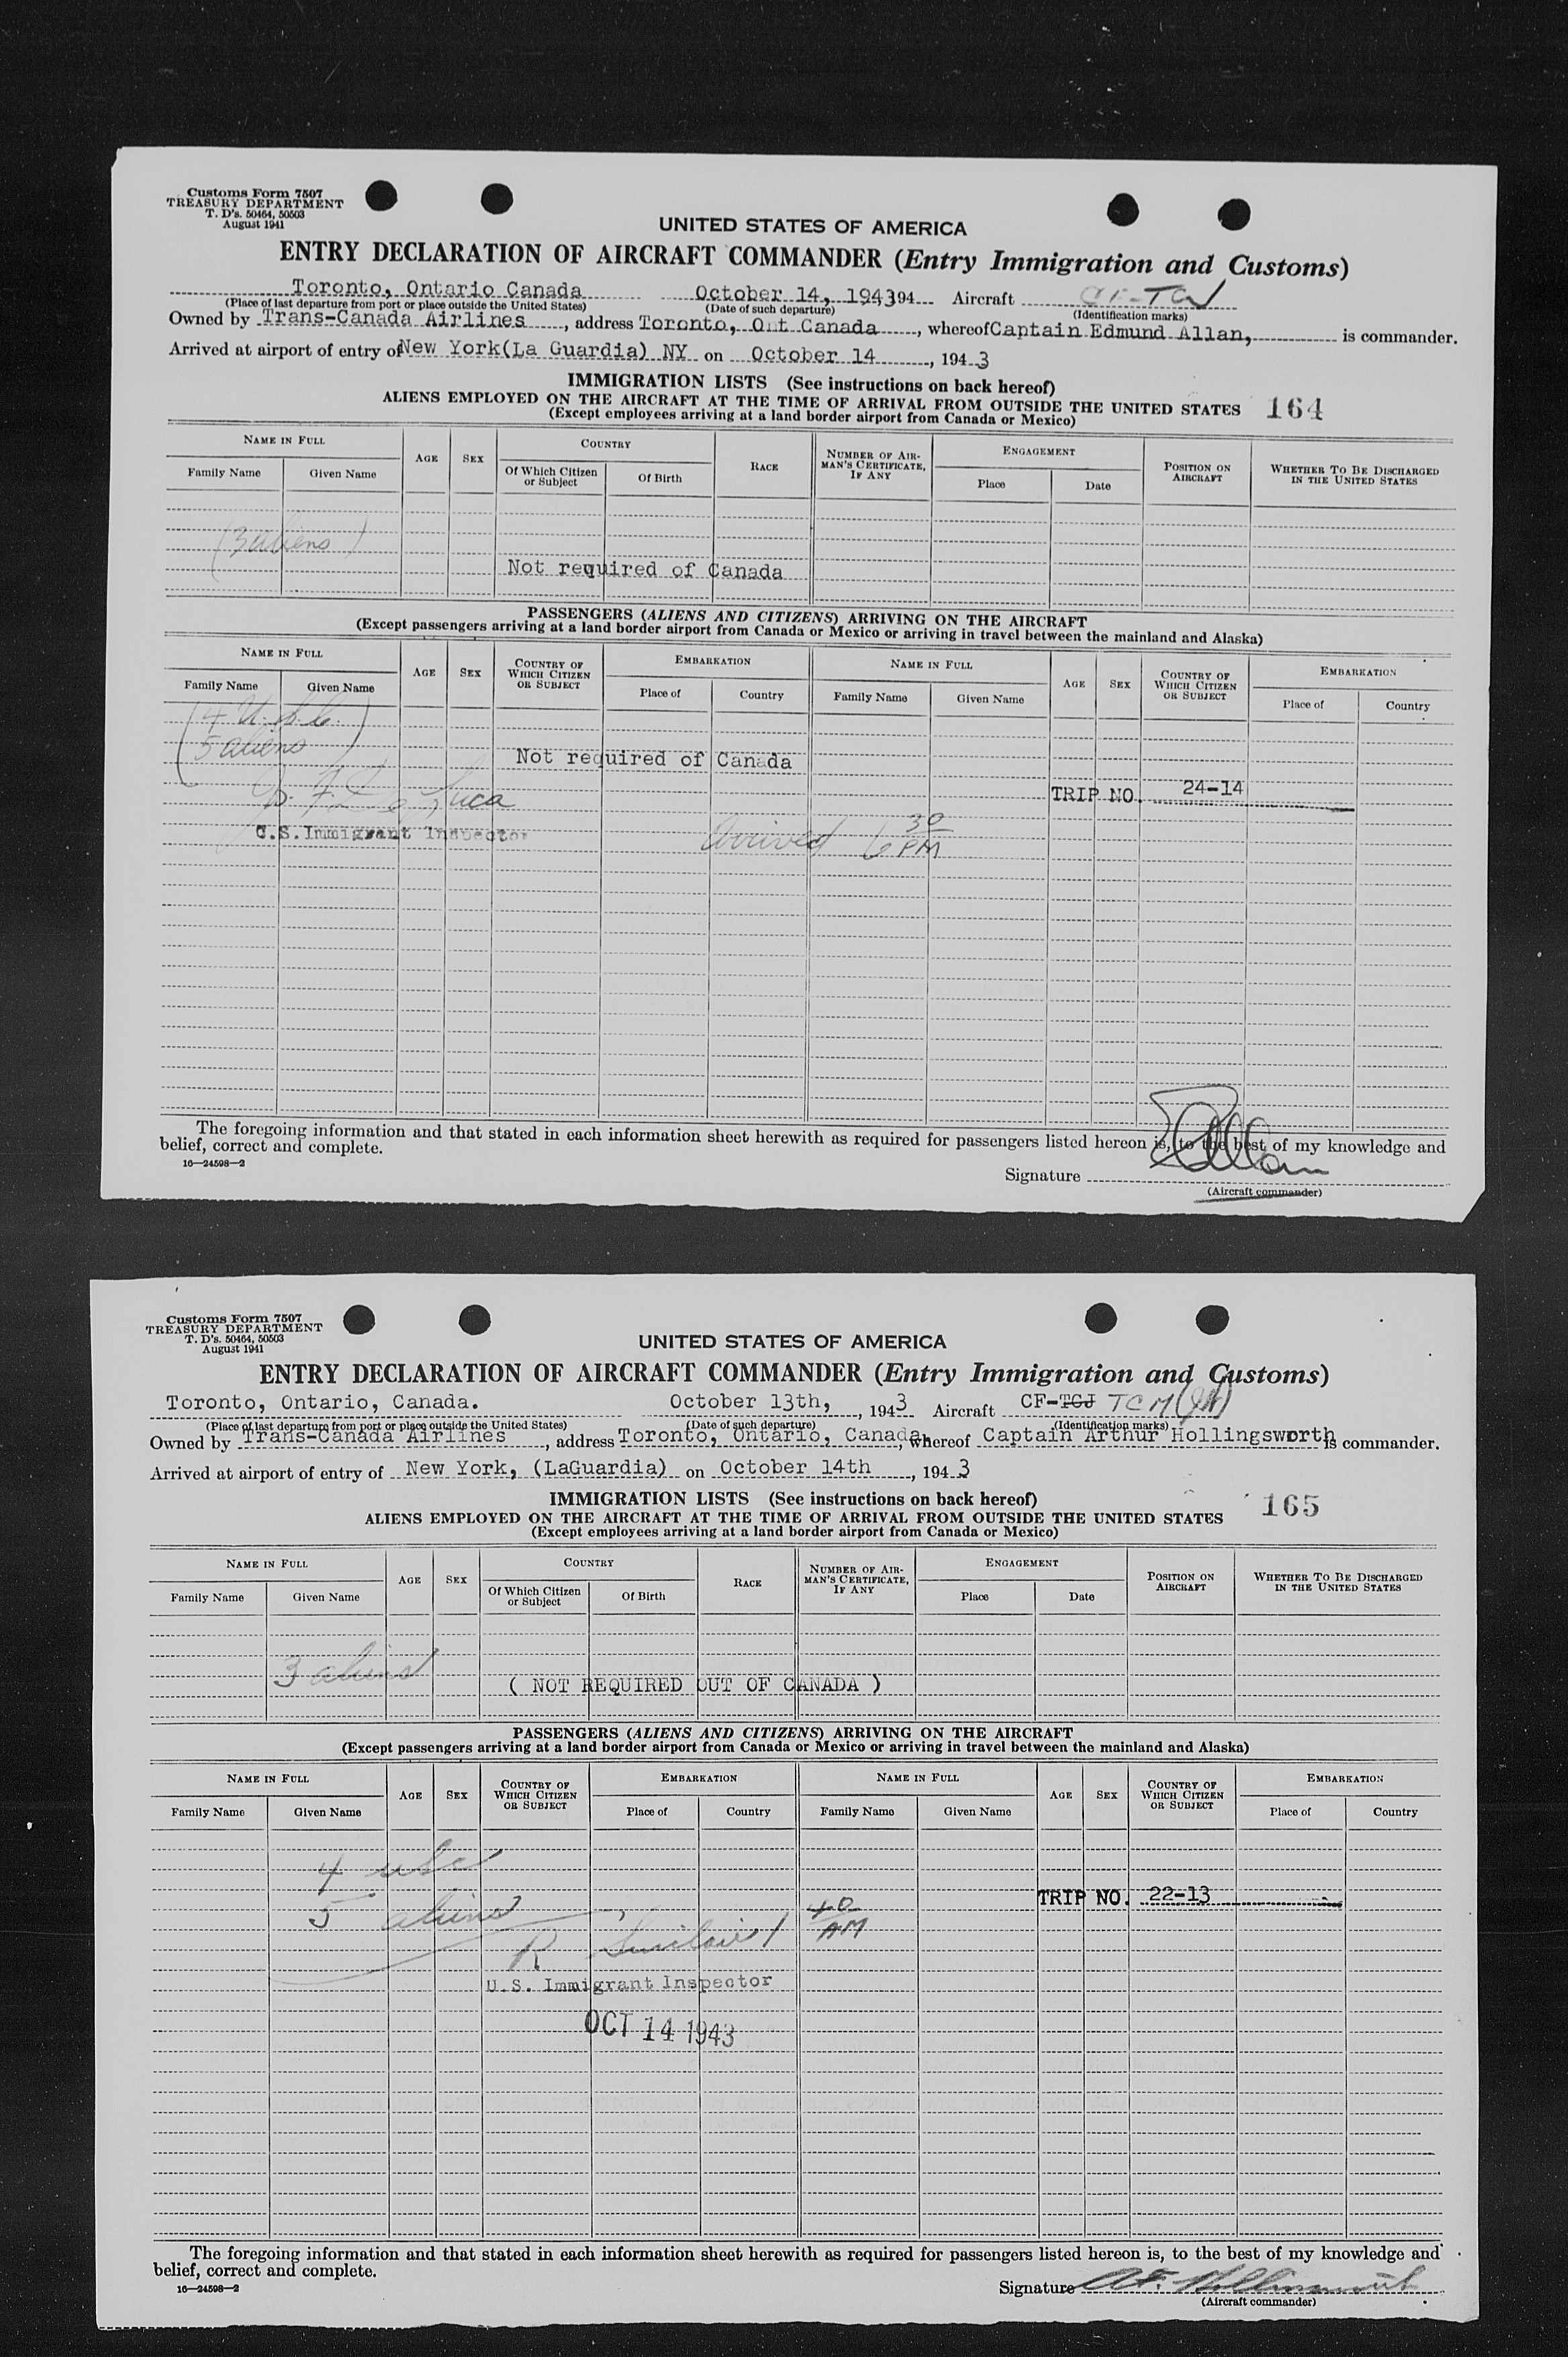 Customs Form 7507
TREASURY DEPARTMENT
T. D's. 50464, 50503
August 1941
UNITED STATES OF AMERICA
ENTRY DECLARATION OF AIRCRAFT COMMANDER (Entry Immigration and Customs)
Toronto, Ontario Canada October 14, 194394 Aircraft CF-TC
(Place of last departure from port or place outside the United States) (Date of such departure) (Identification marks)
Owned by Trans-Canada Airlines, address Toronto, Ont Canada, whereof Captain Edmund Allan, is commander.
Arrived at airport of entry of New York(La Guardia) NY on October 14, 1943
IMMIGRATION LISTS (See instructions on back hereof)
ALIENS EMPLOYED ON THE AIRCRAFT AT THE TIME OF ARRIVAL FROM OUTSIDE THE UNITED STATES 164
(Except employees arriving at a land border airport from Canada or Mexico)
NAME IN FULL AGE SEX COUNTRY RACE NUMBER OF AIRMAN'S CERTIFICATE, IF ANY ENGAGEMENT POSITION ON AIRCRAFT WHETHER TO BE DISCHARGED IN THE UNITED STATES
Family Name Given Name Of Which Citizen or Subject Of Birth Place Date
(3 aliens)
Not required of Canada
PASSENGERS (ALIENS AND CITIZENS) ARRIVING ON THE AIRCRAFT
(Except passengers arriving at a land border airport from Canada or Mexico or arriving in travel between the mainland and Alaska)
NAME IN FULL AGE SEX COUNTRY OF WHICH CITIZEN OR SUBJECT EMBARKATION NAME IN FULL AGE SEX COUNTRY OF WHICH CITIZEN OR SUBJECT EMBARKATION
Family Name Given Name Place of Country Family Name Given Name Place of Country
(4 U.S.C.
5 aliens)
Not required of Canada
TRIP NO. 24-14
U.S. Immigrant Inspector
Arrived 6 30 PM
The foregoing information and that stated in each information sheet herewith as required for passengers listed hereon is, to the best of my knowledge and
belief, correct and complete.
16—24598—2
Signature E Allan
(Aircraft commander)
Customs Form 7507
TREASURY DEPARTMENT
T. D's. 50464, 50503
August 1941
UNITED STATES OF AMERICA
ENTRY DECLARATION OF AIRCRAFT COMMANDER (Entry Immigration and Customs)
Toronto, Ontario, Canada. October 13th, , 1943 Aircraft CF-TCJ TCM
(Place of last departure from port or place outside the United States) (Date of such departure) (Identification marks)
Owned by Trans-Canada Airlines, address Toronto, Ontario, Canada, whereof Captain Arthur Hollingsworth is commander.
Arrived at airport of entry of New York, (LaGuardia) on October 14th, 1943
IMMIGRATION LISTS (See instructions on back hereof) 165
ALIENS EMPLOYED ON THE AIRCRAFT AT THE TIME OF ARRIVAL FROM OUTSIDE THE UNITED STATES
(Except employees arriving at a land border airport from Canada or Mexico)
NAME IN FULL AGE SEX COUNTRY RACE NUMBER OF AIRMAN'S CERTIFICATE, IF ANY ENGAGEMENT POSITION ON AIRCRAFT WHETHER TO BE DISCHARGED IN THE UNITED STATES
Family Name Given Name Of Which Citizen or Subject Of Birth Place Date
3 aliens
( NOT REQUIRED OUT OF CANADA )
PASSENGERS (ALIENS AND CITIZENS) ARRIVING ON THE AIRCRAFT
(Except passengers arriving at a land border airport from Canada or Mexico or arriving in travel between the mainland and Alaska)
NAME IN FULL AGE SEX COUNTRY OF WHICH CITIZEN OR SUBJECT EMBARKATION NAME IN FULL AGE SEX COUNTRY OF WHICH CITIZEN OR SUBJECT EMBARKATION
Family Name Given Name Place of Country Family Name Given Name Place of Country
4 usc
TRIP NO. 22-13
5 aliens
R Sinclair 1 40 AM
U.S. Immigrant Inspector
OCT 14 1943
The foregoing information and that stated in each information sheet herewith as required for passengers listed hereon is, to the best of my knowledge and
belief, correct and complete.
16—24598—2
Signature A.F. Hollingsworth
(Aircraft commander)